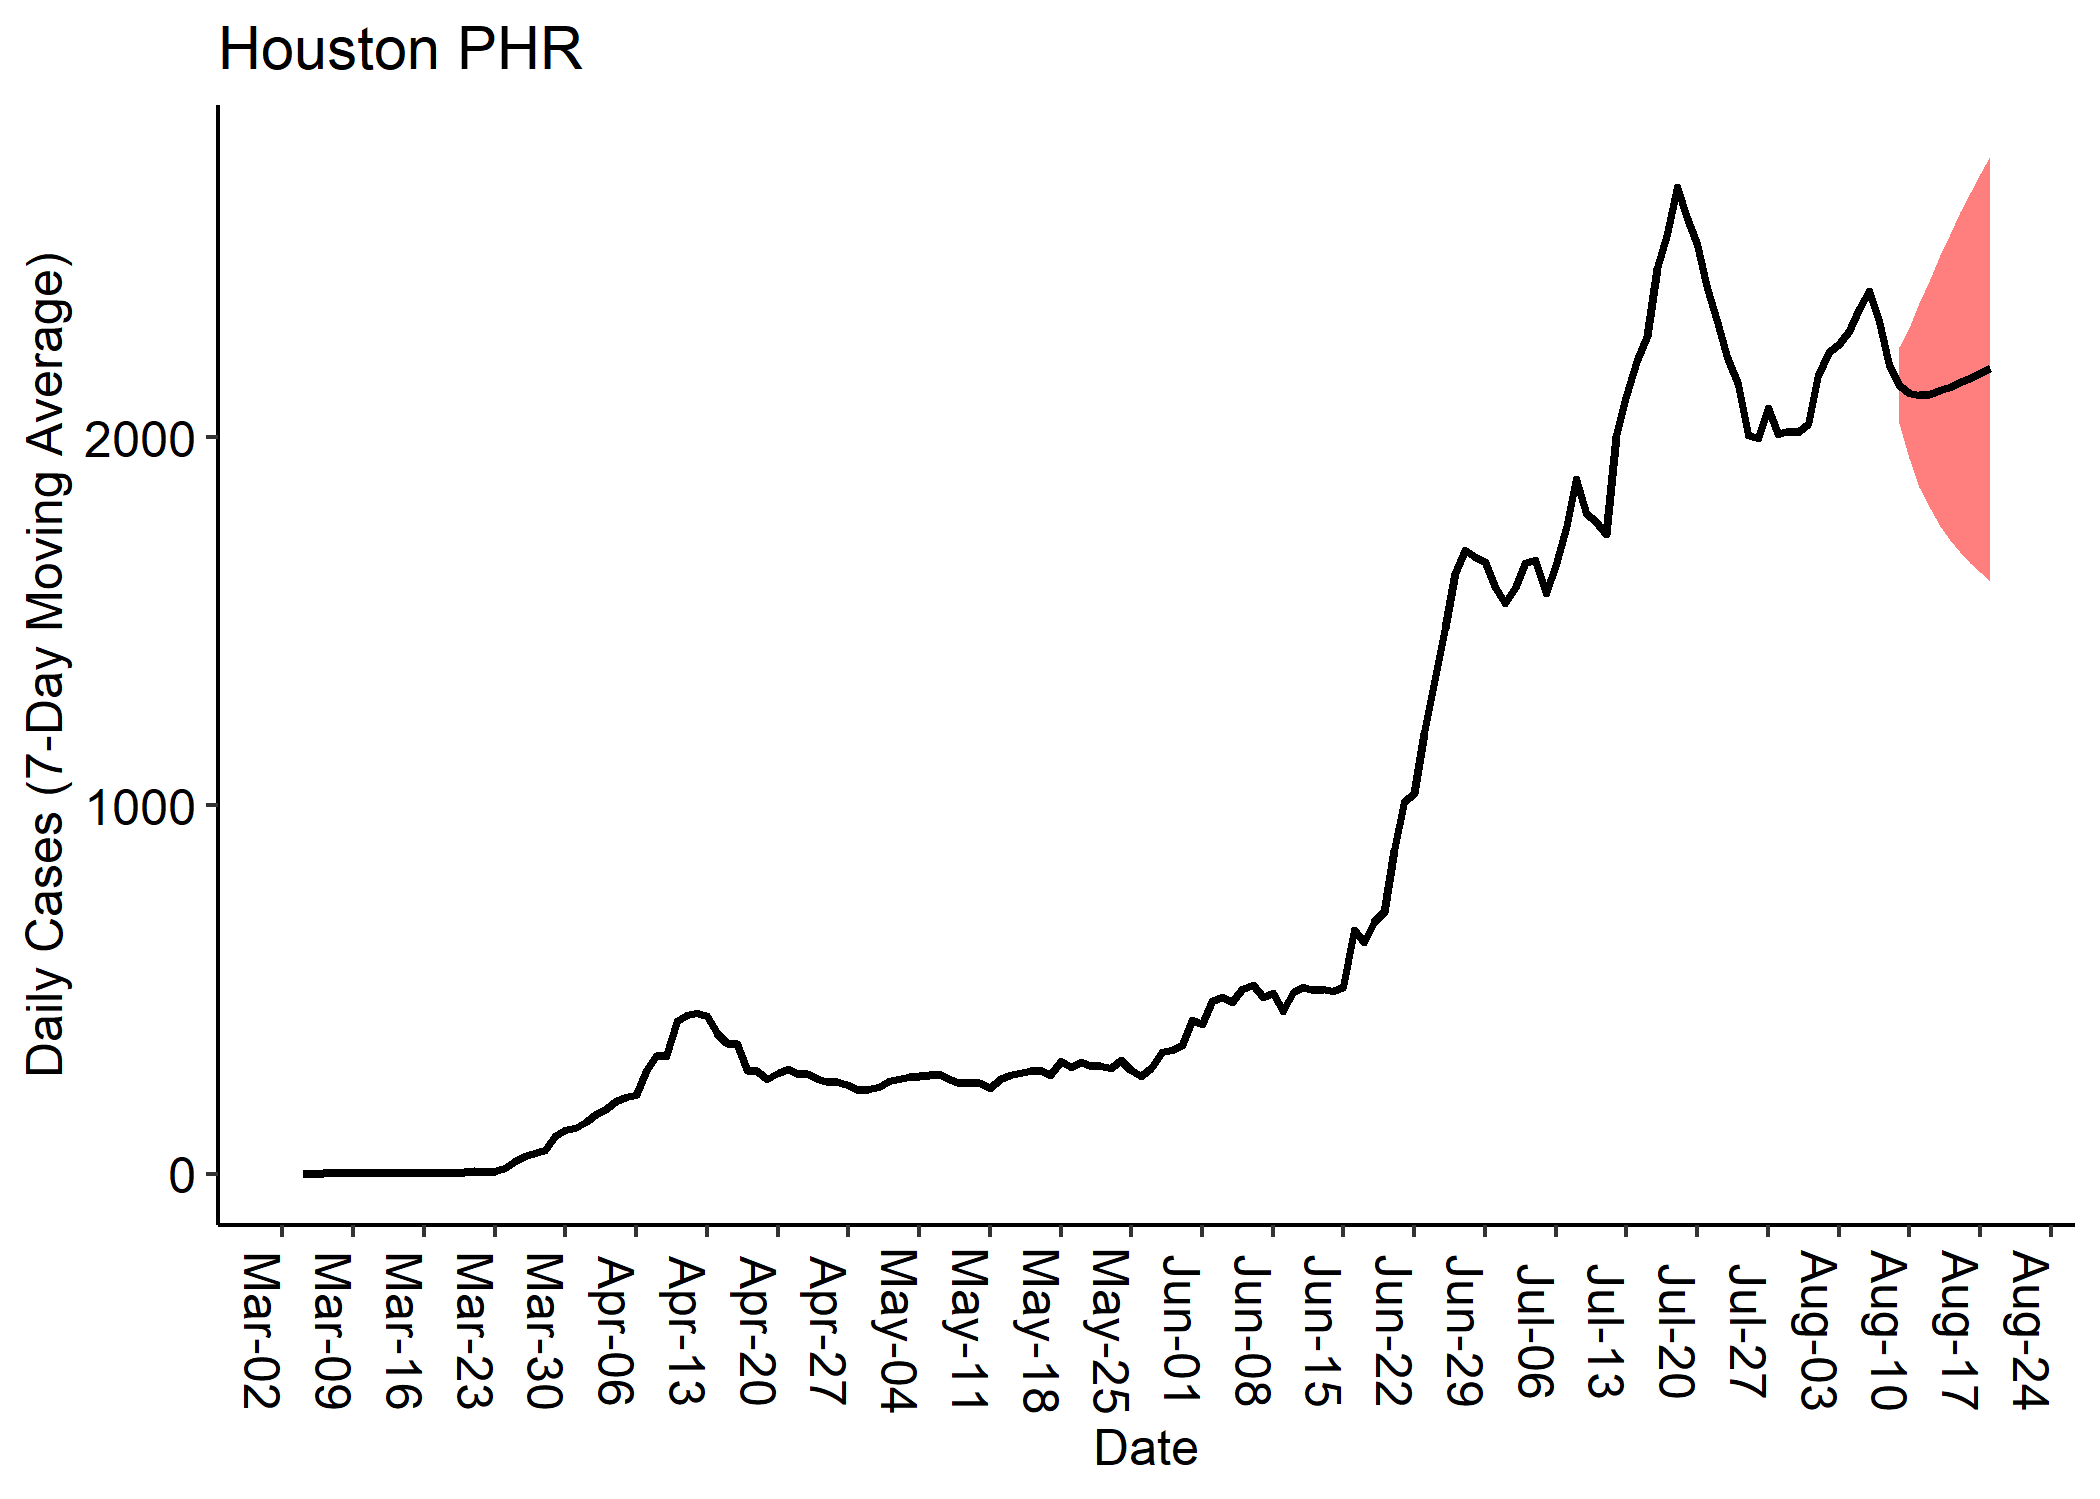 Houston PHR
Daily Cases (7-Day Moving Average)
2000
1000
0
Mar-02
Mar-09
Mar-16
Mar-23
Mar-30
Apr-06
Apr-13
Apr-20
Apr-27
May-04
May-11
May-18
May-25
Jun-01
Jun-08
Jun-15
Jun-22
Jun-29
Jul-06
Jul-13
Jul-20
Jul-27
Aug-03
Aug-10
Aug-17
Aug-24
Date